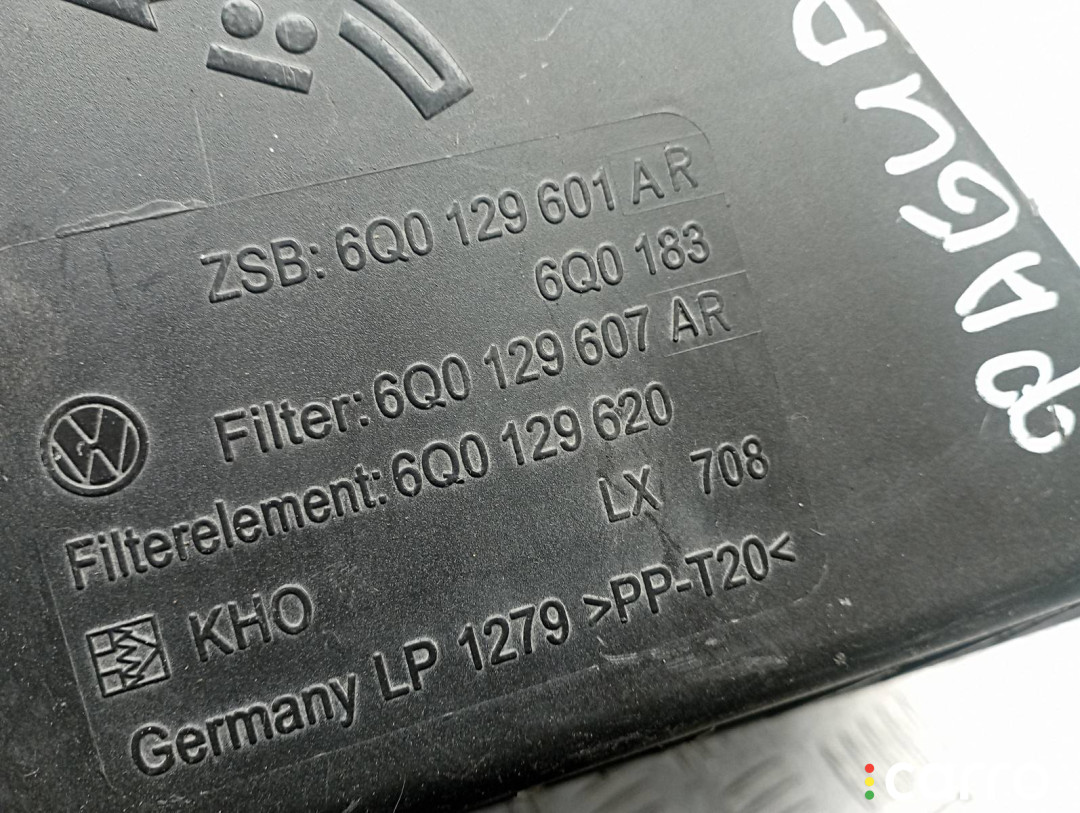 ZSB: 6Q0 129 601 AR
6Q0 183
Filter: 6Q0 129 607 AR
Filterelement: 6Q0 129 620
LX 708
KHO
Germany LP 1279 >PP-T20<
corro